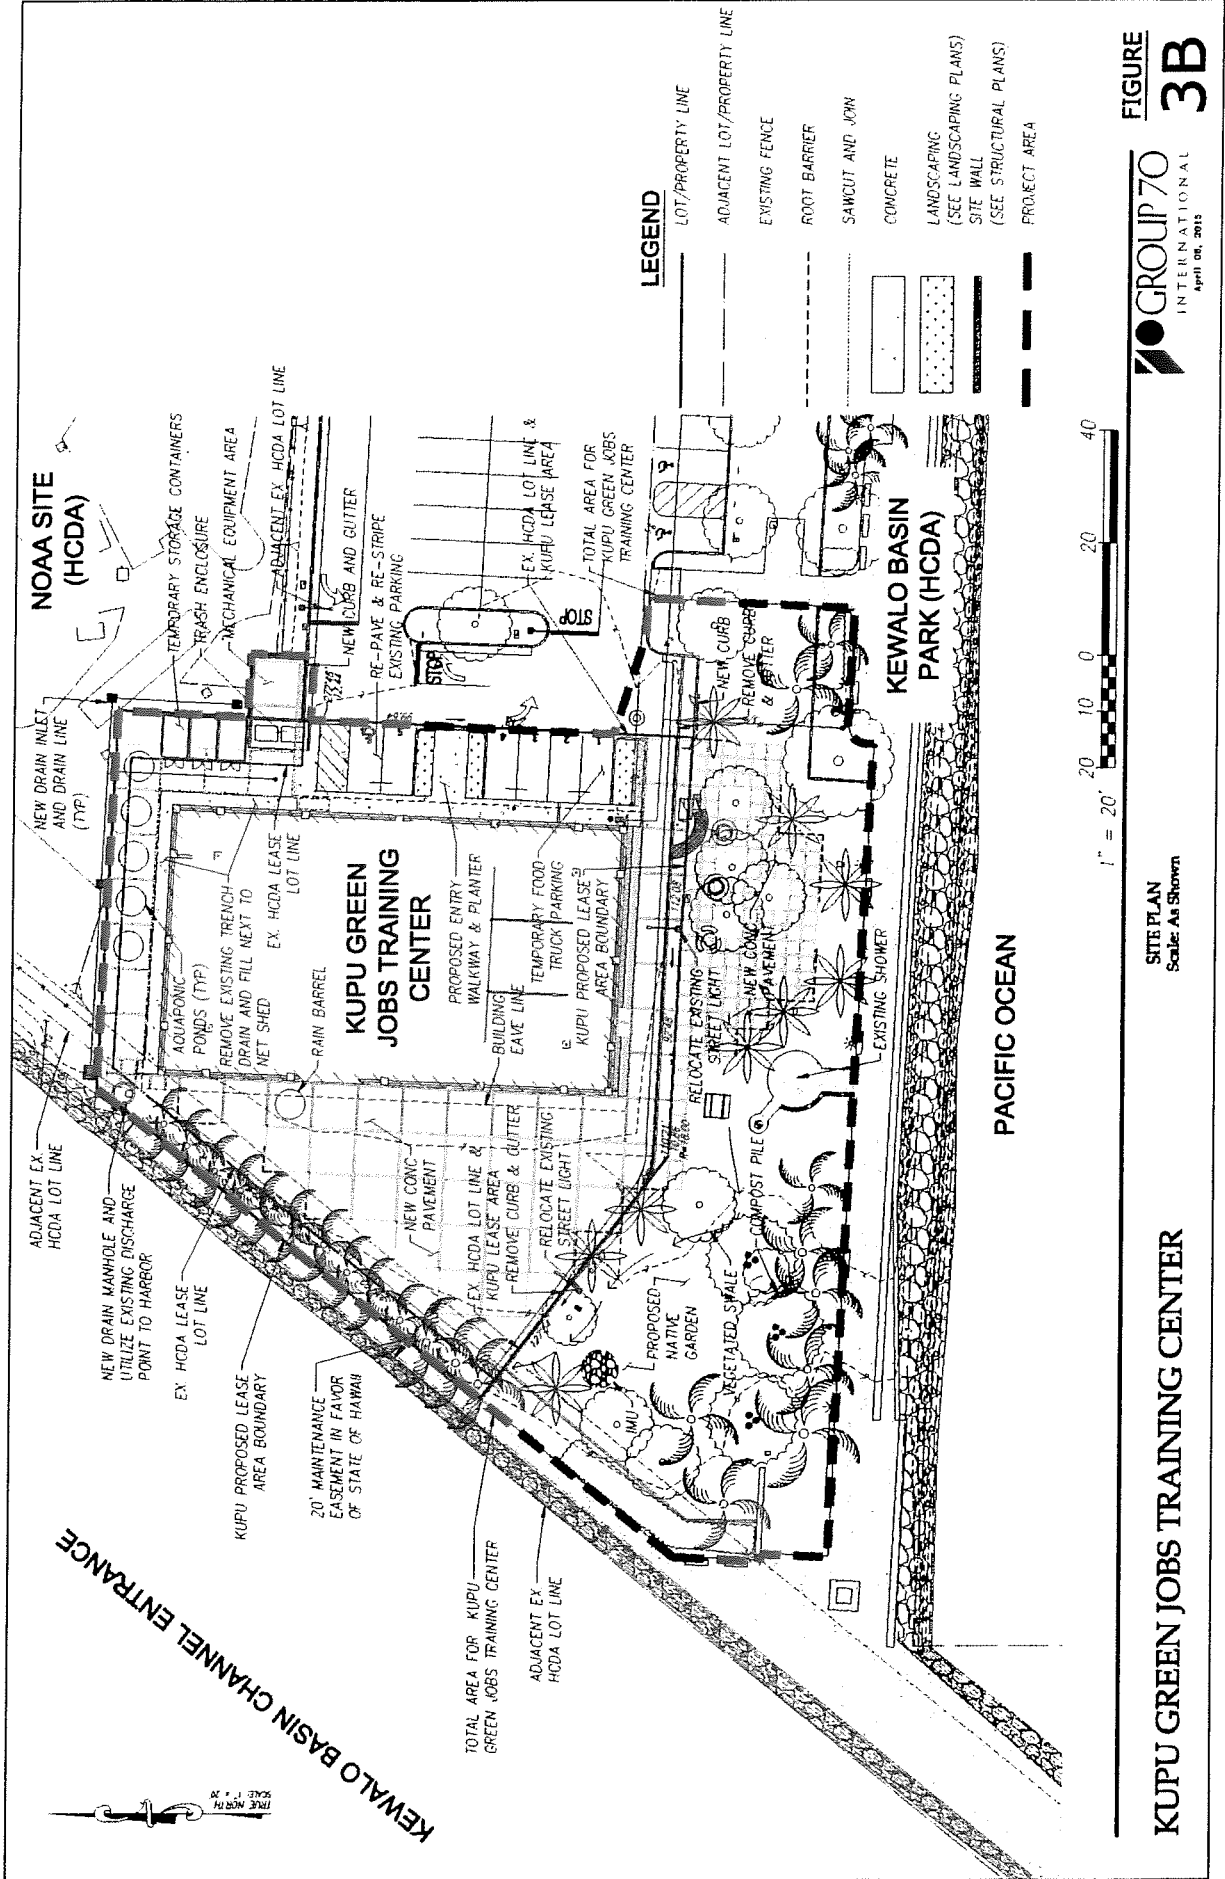 NOAA SITE
(HCDA)
NEW DRAIN INLET
AND DRAIN LINE
(TYP)
TEMPORARY STORAGE CONTAINERS
TRASH ENCLOSURE
MECHANICAL EQUIPMENT AREA
ADJACENT EX. HCDA LOT LINE
NEW CURB AND GUTTER
RE-PAVE & RE-STRIPE
EXISTING PARKING
STOP
STOP
EX. HCDA LOT LINE &
KUPU LEASE AREA
TOTAL AREA FOR
KUPU GREEN JOBS
TRAINING CENTER
ADJACENT EX.
HCDA LOT LINE
NEW DRAIN MANHOLE AND
UTILIZE EXISTING DISCHARGE
POINT TO HARBOR
EX. HCDA LEASE
LOT LINE
KUPU PROPOSED LEASE
AREA BOUNDARY
20' MAINTENANCE
EASEMENT IN FAVOR
OF STATE OF HAWAII
AQUAPONIC
PONDS (TYP)
REMOVE EXISTING TRENCH
DRAIN AND FILL NEXT TO
NET SHED
EX. HCDA LEASE
LOT LINE
RAIN BARREL
KUPU GREEN
JOBS TRAINING
CENTER
PROPOSED ENTRY
WALKWAY & PLANTER
BUILDING
EAVE LINE
TEMPORARY FOOD
TRUCK PARKING
KUPU PROPOSED LEASE
AREA BOUNDARY
NEW CONC
PAVEMENT
EX. HCDA LOT LINE &
KUPU LEASE AREA
REMOVE CURB & GUTTER
RELOCATE EXISTING
STREET LIGHT
RELOCATE EXISTING
STREET LIGHT
NEW CONC
PAVEMENT
NEW CURB
REMOVE CURB
& GUTTER
EXISTING SHOWER
COMPOST PILE
VEGETATED SWALE
PROPOSED
NATIVE
GARDEN
IMU
TOTAL AREA FOR KUPU
GREEN JOBS TRAINING CENTER
ADJACENT EX
HCDA LOT LINE
KEWALO BASIN CHANNEL ENTRANCE
TRUE NORTH
SCALE: 1" = 20'
KEWALO BASIN
PARK (HCDA)
PACIFIC OCEAN
LEGEND
LOT/PROPERTY LINE
ADJACENT LOT/PROPERTY LINE
EXISTING FENCE
ROOT BARRIER
SAWCUT AND JOIN
CONCRETE
LANDSCAPING
(SEE LANDSCAPING PLANS)
SITE WALL
(SEE STRUCTURAL PLANS)
PROJECT AREA
20 10 0 20 40
1" = 20'
KUPU GREEN JOBS TRAINING CENTER
SITE PLAN
Scale: As Shown
GROUP 70
INTERNATIONAL
April 08, 2015
FIGURE
3B